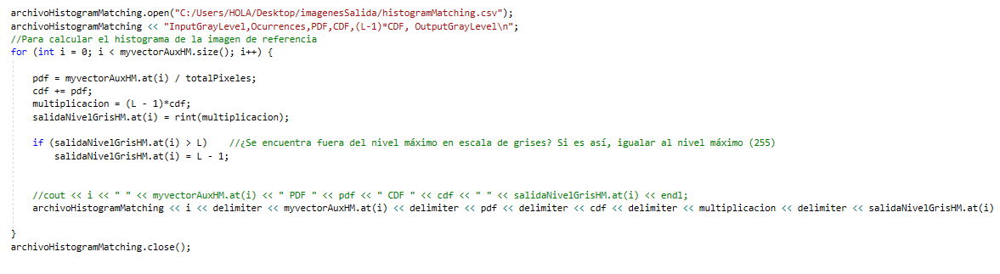 archivoHistogramMatching.open("C:/Users/HOLA/Desktop/imagenesSalida/histogramMatching.csv");
archivoHistogramMatching << "InputGrayLevel,Ocurrences,PDF,CDF,(L-1)*CDF, OutputGrayLevel\n";
//Para calcular el histograma de la imagen de referencia
for (int i = 0; i < myvectorAuxHM.size(); i++) {
pdf = myvectorAuxHM.at(i) / totalPixeles;
cdf += pdf;
multiplicacion = (L - 1)*cdf;
salidaNivelGrisHM.at(i) = rint(multiplicacion);
if (salidaNivelGrisHM.at(i) > L) //¿Se encuentra fuera del nivel máximo en escala de grises? Si es así, igualar al nivel máximo (255)
salidaNivelGrisHM.at(i) = L - 1;
//cout << i << " " << myvectorAuxHM.at(i) << " PDF " << pdf << " CDF " << cdf << " " << salidaNivelGrisHM.at(i) << endl;
archivoHistogramMatching << i << delimiter << myvectorAuxHM.at(i) << delimiter << pdf << delimiter << cdf << delimiter << multiplicacion << delimiter << salidaNivelGrisHM.at(i)
}
archivoHistogramMatching.close();